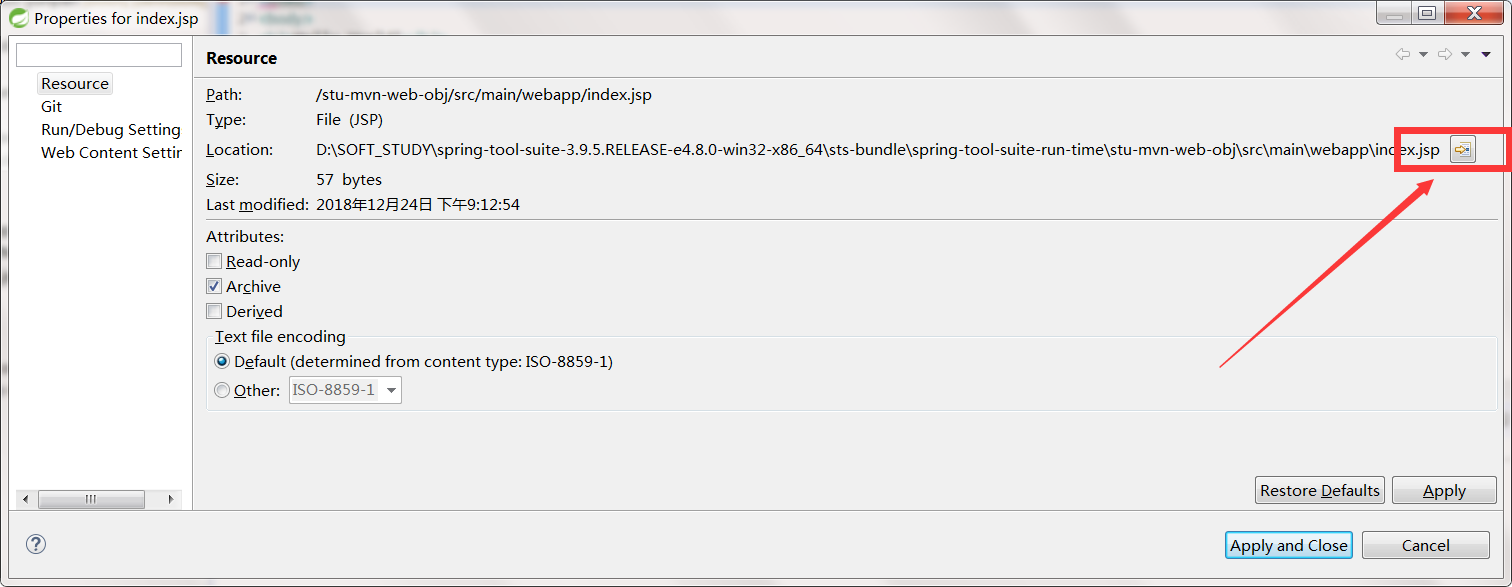 Properties for index.jsp
Resource
Git
Run/Debug Setting
Web Content Settir
Resource
Path: /stu-mvn-web-obj/src/main/webapp/index.jsp
Type: File (JSP)
Location: D:\SOFT_STUDY\spring-tool-suite-3.9.5.RELEASE-e4.8.0-win32-x86_64\sts-bundle\spring-tool-suite-run-time\stu-mvn-web-obj\src\main\webapp\index.jsp
Size: 57 bytes
Last modified: 2018年12月24日 下午9:12:54
Attributes:
Read-only
Archive
Derived
Text file encoding
Default (determined from content type: ISO-8859-1)
Other: ISO-8859-1
Restore Defaults Apply
Apply and Close Cancel